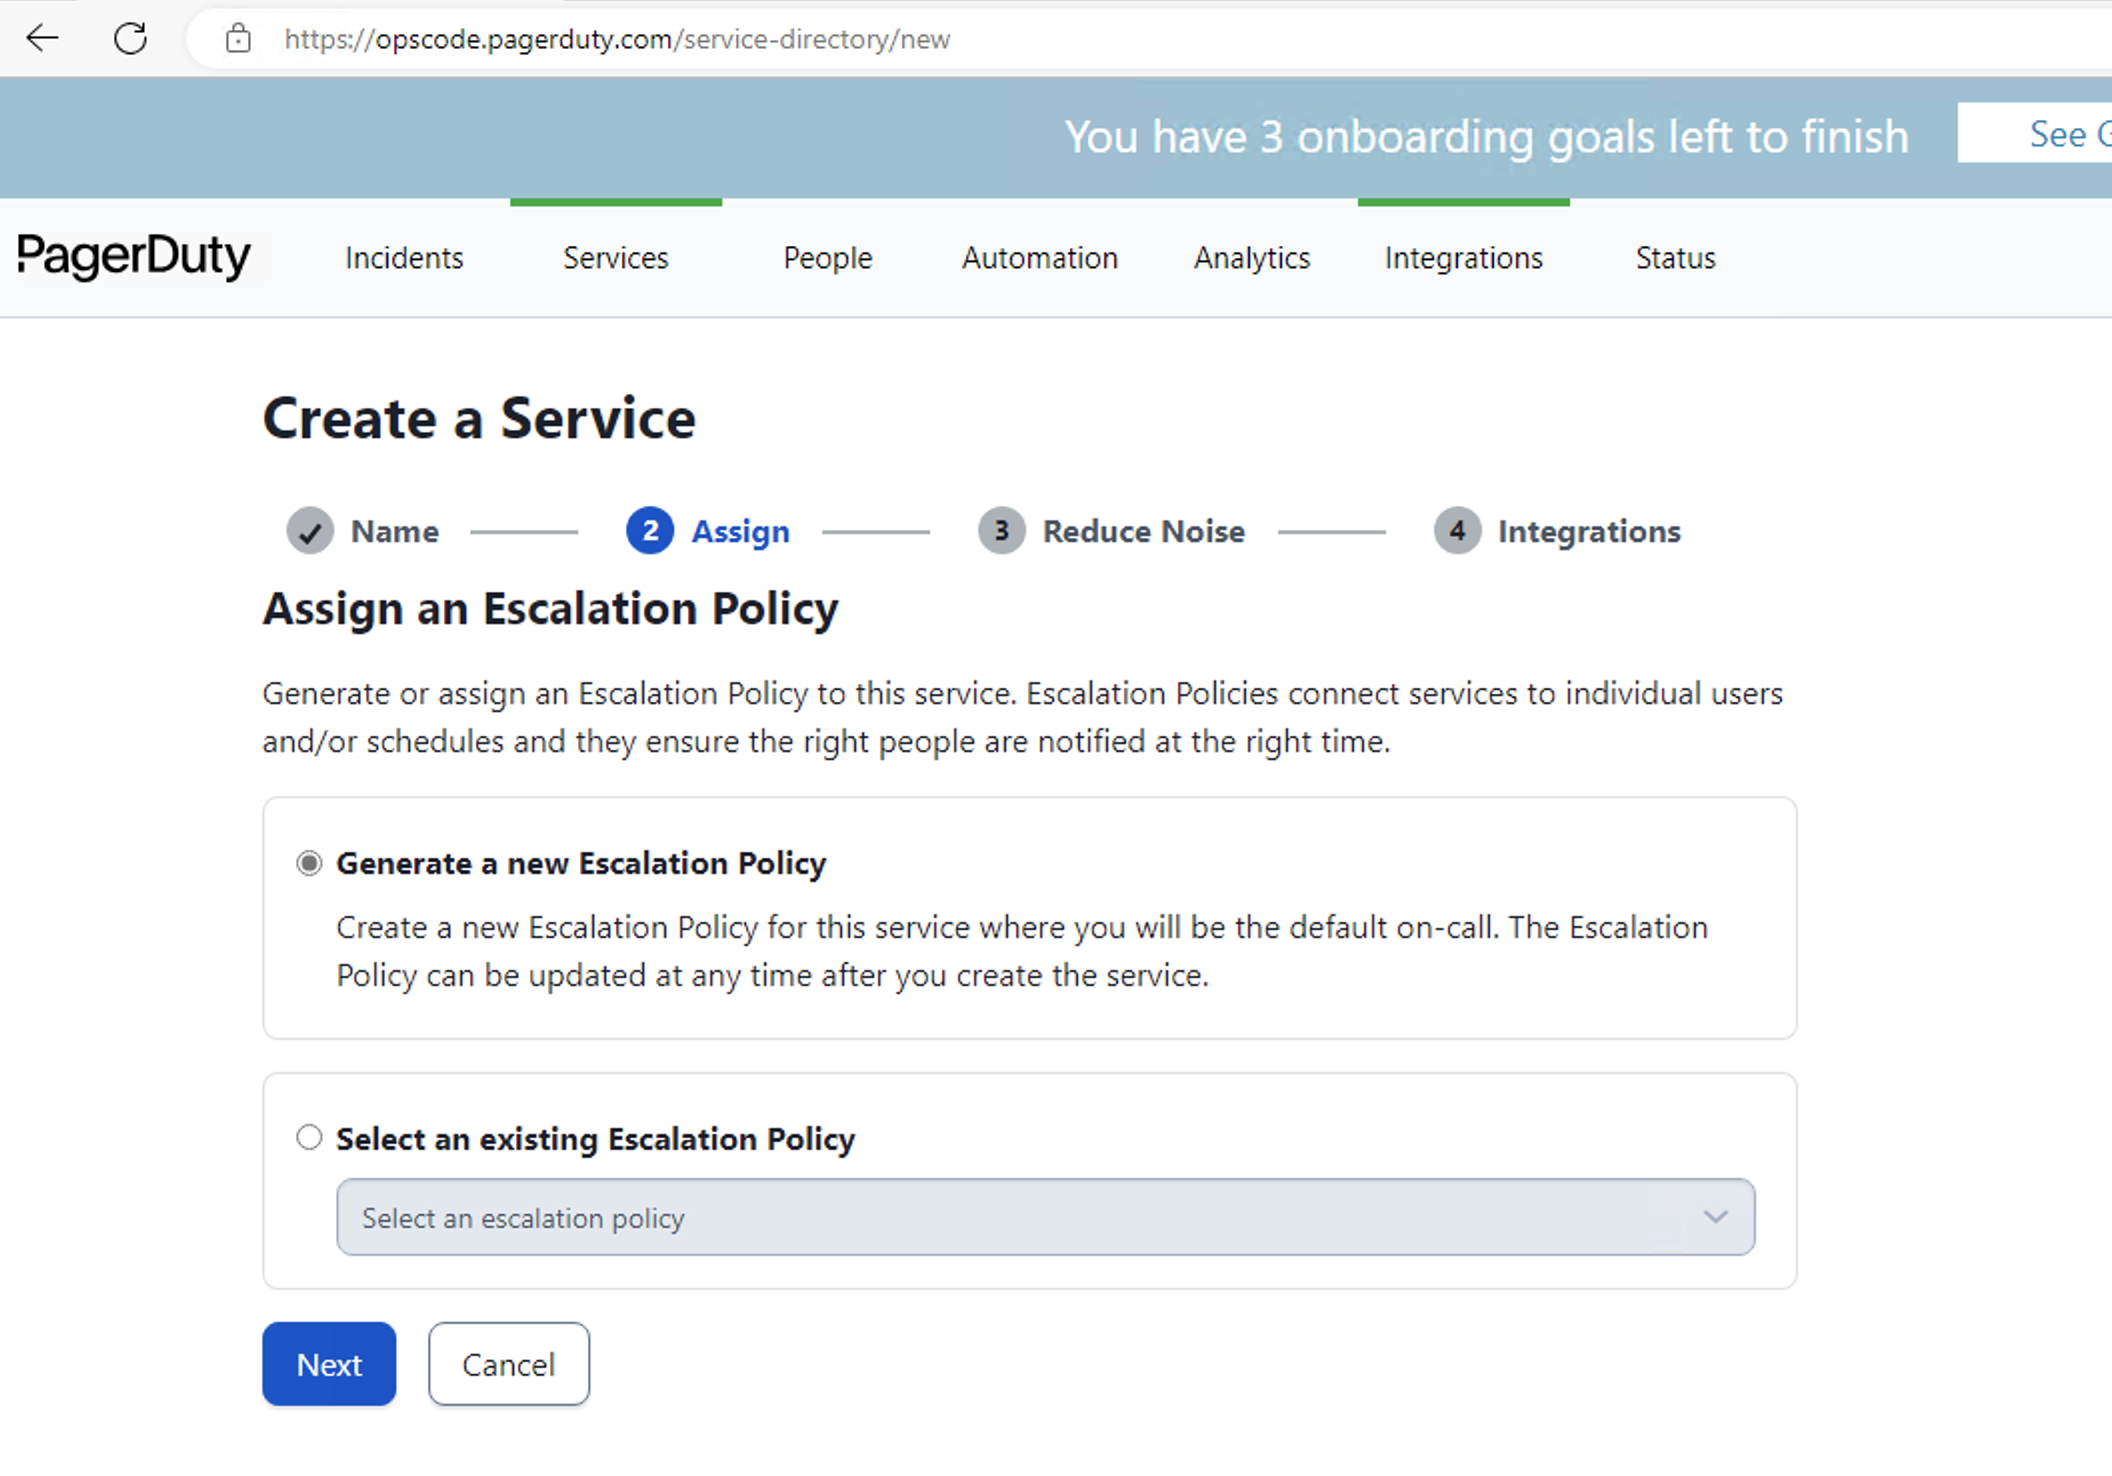 https://opscode.pagerduty.com/service-directory/new
You have 3 onboarding goals left to finish
See G
PagerDuty Incidents Services People Automation Analytics Integrations Status
Create a Service
Name 2 Assign 3 Reduce Noise 4 Integrations
Assign an Escalation Policy
Generate or assign an Escalation Policy to this service. Escalation Policies connect services to individual users
and/or schedules and they ensure the right people are notified at the right time.
Generate a new Escalation Policy
Create a new Escalation Policy for this service where you will be the default on-call. The Escalation
Policy can be updated at any time after you create the service.
Select an existing Escalation Policy
Select an escalation policy
Next Cancel